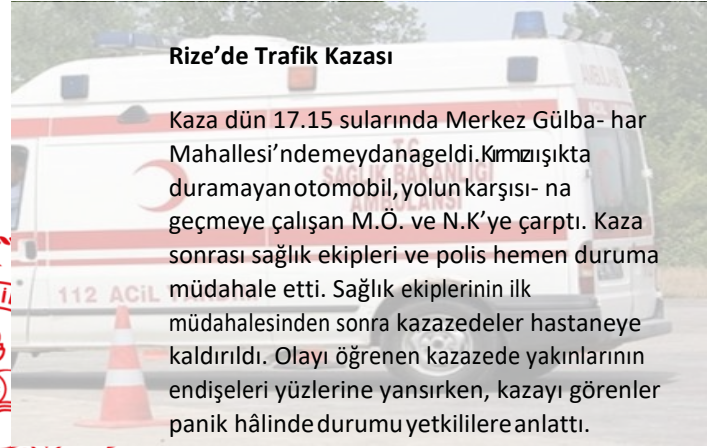 Rize’de Trafik Kazası
Kaza dün 17.15 sularında Merkez Gülba- har
Mahallesi’ndemeydanageldi.Kırmızıışıkta
duramayanotomobil,yolunkarşısı- na
geçmeye çalışan M.Ö. ve N.K’ye çarptı. Kaza
sonrası sağlık ekipleri ve polis hemen duruma
müdahale etti. Sağlık ekiplerinin ilk
müdahalesinden sonra kazazedeler hastaneye
kaldırıldı. Olayı öğrenen kazazede yakınlarının
endişeleri yüzlerine yansırken, kazayı görenler
panik hâlindedurumuyetkililereanlattı.
T.C.
SAĞLIK BAKANLIĞI
AMBULANSI
112 ACİL YARDIM